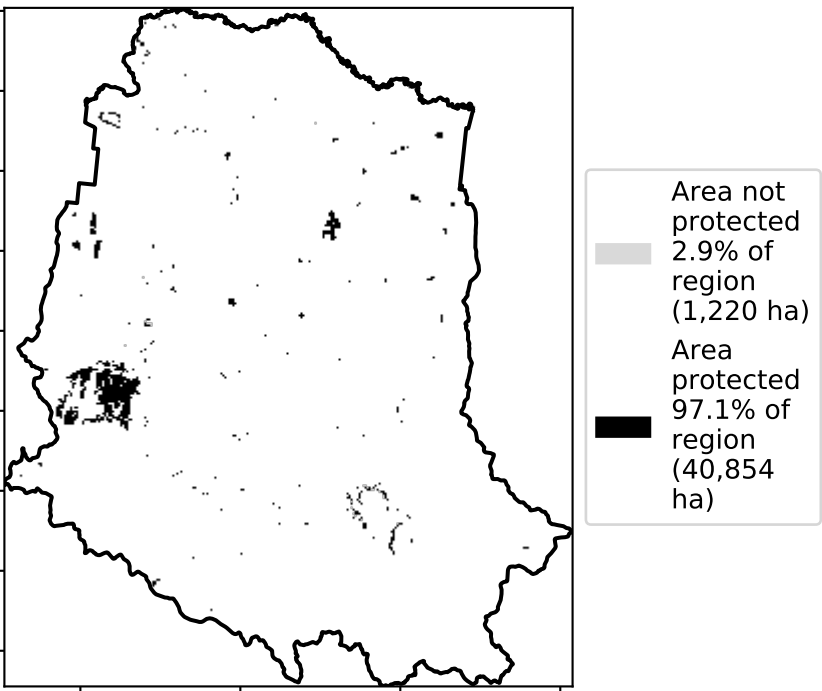 Area not
protected
2.9% of
region
(1,220 ha)
Area
protected
97.1% of
region
(40,854
ha)